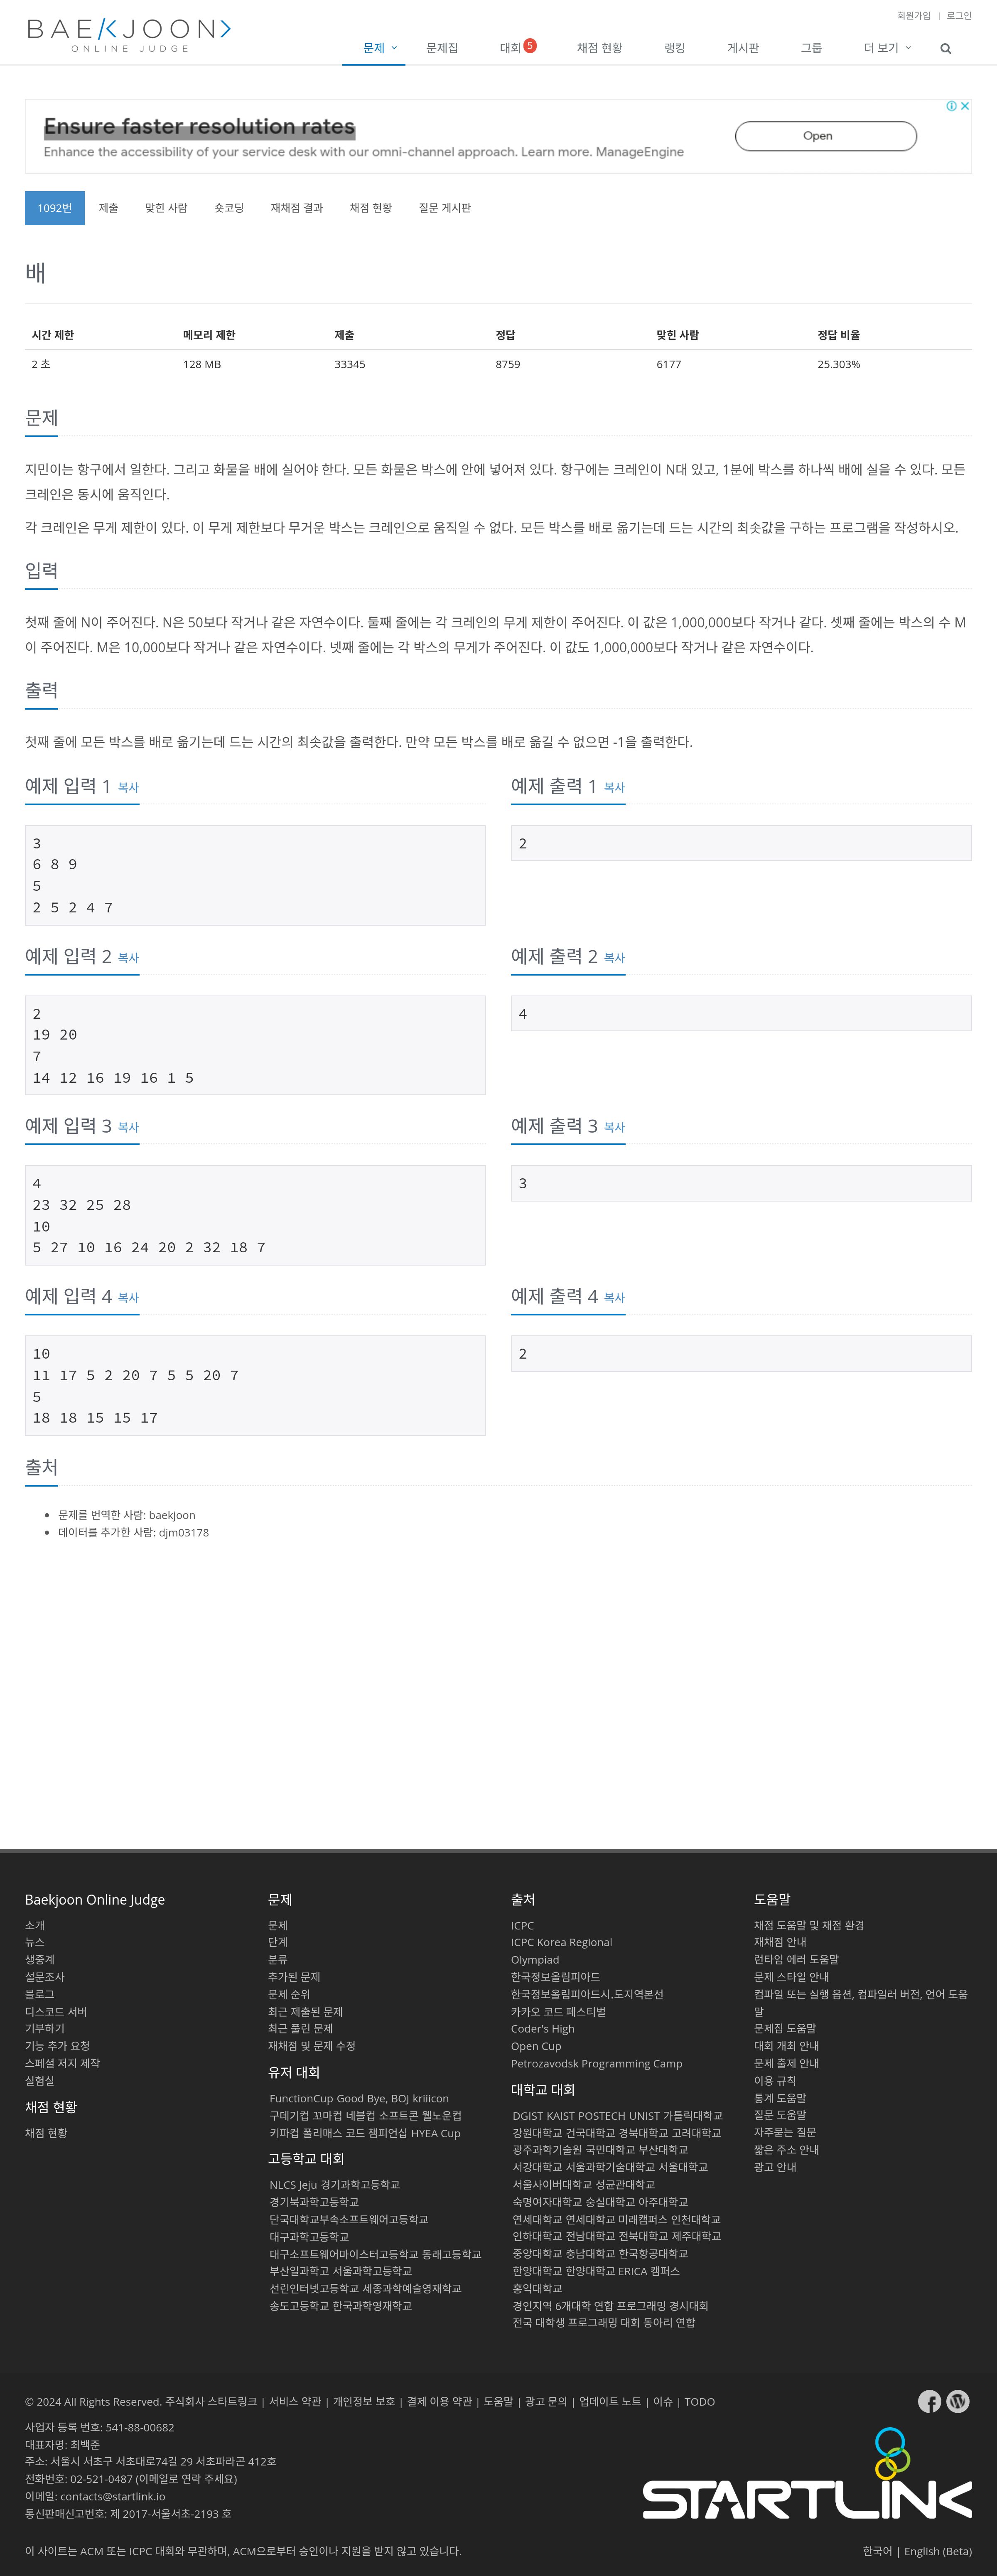 회원가입 | 로그인
BAEKJOON>
ONLINE JUDGE
문제 문제집 대회 5 채점 현황 랭킹 게시판 그룹 더 보기
Ensure faster resolution rates
Enhance the accessibility of your service desk with our omni-channel approach. Learn more. ManageEngine
Open
1092번 제출 맞힌 사람 숏코딩 재채점 결과 채점 현황 질문 게시판
배
시간 제한 메모리 제한 제출 정답 맞힌 사람 정답 비율
2 초 128 MB 33345 8759 6177 25.303%
문제
지민이는 항구에서 일한다. 그리고 화물을 배에 실어야 한다. 모든 화물은 박스에 안에 넣어져 있다. 항구에는 크레인이 N대 있고, 1분에 박스를 하나씩 배에 실을 수 있다. 모든
크레인은 동시에 움직인다.
각 크레인은 무게 제한이 있다. 이 무게 제한보다 무거운 박스는 크레인으로 움직일 수 없다. 모든 박스를 배로 옮기는데 드는 시간의 최솟값을 구하는 프로그램을 작성하시오.
입력
첫째 줄에 N이 주어진다. N은 50보다 작거나 같은 자연수이다. 둘째 줄에는 각 크레인의 무게 제한이 주어진다. 이 값은 1,000,000보다 작거나 같다. 셋째 줄에는 박스의 수 M
이 주어진다. M은 10,000보다 작거나 같은 자연수이다. 넷째 줄에는 각 박스의 무게가 주어진다. 이 값도 1,000,000보다 작거나 같은 자연수이다.
출력
첫째 줄에 모든 박스를 배로 옮기는데 드는 시간의 최솟값을 출력한다. 만약 모든 박스를 배로 옮길 수 없으면 -1을 출력한다.
예제 입력 1 복사
3
6 8 9
5
2 5 2 4 7
예제 출력 1 복사
2
예제 입력 2 복사
2
19 20
7
14 12 16 19 16 1 5
예제 출력 2 복사
4
예제 입력 3 복사
4
23 32 25 28
10
5 27 10 16 24 20 2 32 18 7
예제 출력 3 복사
3
예제 입력 4 복사
10
11 17 5 2 20 7 5 5 20 7
5
18 18 15 15 17
예제 출력 4 복사
2
출처
문제를 번역한 사람: baekjoon
데이터를 추가한 사람: djm03178
Baekjoon Online Judge
소개
뉴스
생중계
설문조사
블로그
디스코드 서버
기부하기
기능 추가 요청
스페셜 저지 제작
실험실
채점 현황
채점 현황
문제
문제
단계
분류
추가된 문제
문제 순위
최근 제출된 문제
최근 풀린 문제
재채점 및 문제 수정
유저 대회
FunctionCup Good Bye, BOJ kriiicon
구데기컵 꼬마컵 네블컵 소프트콘 웰노운컵
키파컵 폴리매스 코드 챔피언십 HYEA Cup
고등학교 대회
NLCS Jeju 경기과학고등학교
경기북과학고등학교
단국대학교부속소프트웨어고등학교
대구과학고등학교
대구소프트웨어마이스터고등학교 동래고등학교
부산일과학고 서울과학고등학교
선린인터넷고등학교 세종과학예술영재학교
송도고등학교 한국과학영재학교
출처
ICPC
ICPC Korea Regional
Olympiad
한국정보올림피아드
한국정보올림피아드시.도지역본선
카카오 코드 페스티벌
Coder's High
Open Cup
Petrozavodsk Programming Camp
대학교 대회
DGIST KAIST POSTECH UNIST 가톨릭대학교
강원대학교 건국대학교 경북대학교 고려대학교
광주과학기술원 국민대학교 부산대학교
서강대학교 서울과학기술대학교 서울대학교
서울사이버대학교 성균관대학교
숙명여자대학교 숭실대학교 아주대학교
연세대학교 연세대학교 미래캠퍼스 인천대학교
인하대학교 전남대학교 전북대학교 제주대학교
중앙대학교 충남대학교 한국항공대학교
한양대학교 한양대학교 ERICA 캠퍼스
홍익대학교
경인지역 6개대학 연합 프로그래밍 경시대회
전국 대학생 프로그래밍 대회 동아리 연합
도움말
채점 도움말 및 채점 환경
재채점 안내
런타임 에러 도움말
문제 스타일 안내
컴파일 또는 실행 옵션, 컴파일러 버전, 언어 도움
말
문제집 도움말
대회 개최 안내
문제 출제 안내
이용 규칙
통계 도움말
질문 도움말
자주묻는 질문
짧은 주소 안내
광고 안내
© 2024 All Rights Reserved. 주식회사 스타트링크 | 서비스 약관 | 개인정보 보호 | 결제 이용 약관 | 도움말 | 광고 문의 | 업데이트 노트 | 이슈 | TODO
사업자 등록 번호: 541-88-00682
대표자명: 최백준
주소: 서울시 서초구 서초대로74길 29 서초파라곤 412호
전화번호: 02-521-0487 (이메일로 연락 주세요)
이메일: contacts@startlink.io
통신판매신고번호: 제 2017-서울서초-2193 호
STARTLINK
이 사이트는 ACM 또는 ICPC 대회와 무관하며, ACM으로부터 승인이나 지원을 받지 않고 있습니다.
한국어 | English (Beta)